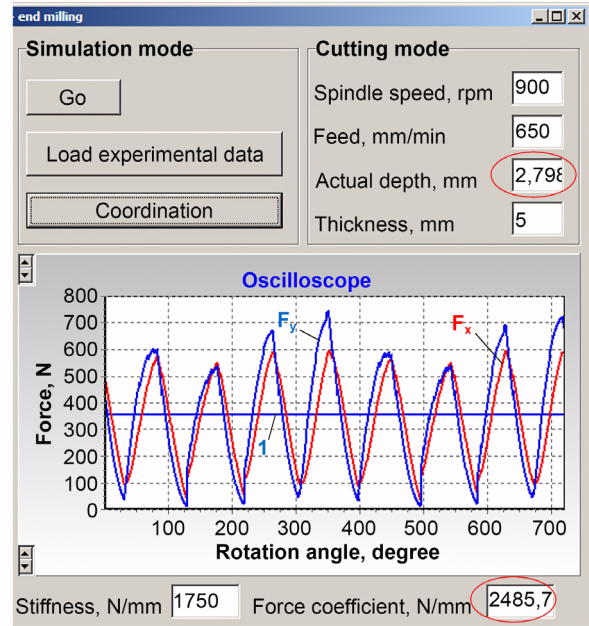 end milling
Simulation mode
Go
Load experimental data
Coordination
Cutting mode
Spindle speed, rpm 900
Feed, mm/min 650
Actual depth, mm 2,798
Thickness, mm 5
Oscilloscope
Force, N
800
700
600
500
400
300
200
100
0
Fy
Fx
1
100 200 300 400 500 600 700
Rotation angle, degree
Stiffness, N/mm 1750 Force coefficient, N/mm 2485,7